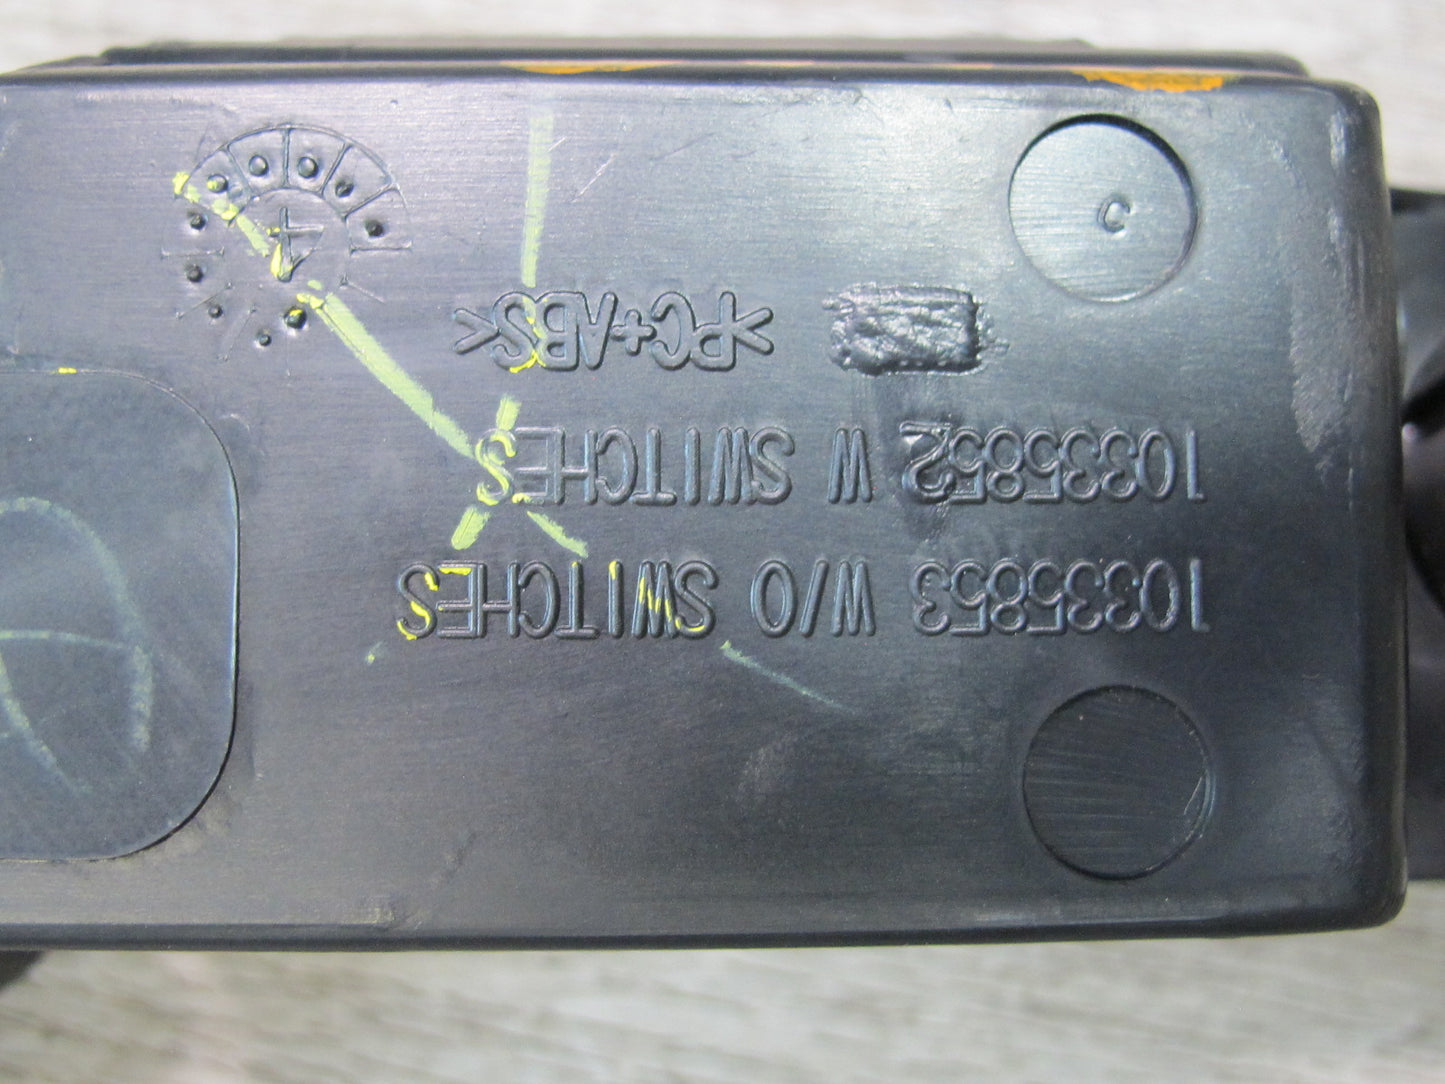 10335853 W/O SWITCHES
10335852 W SWITCHES
>PC+ABS<
C